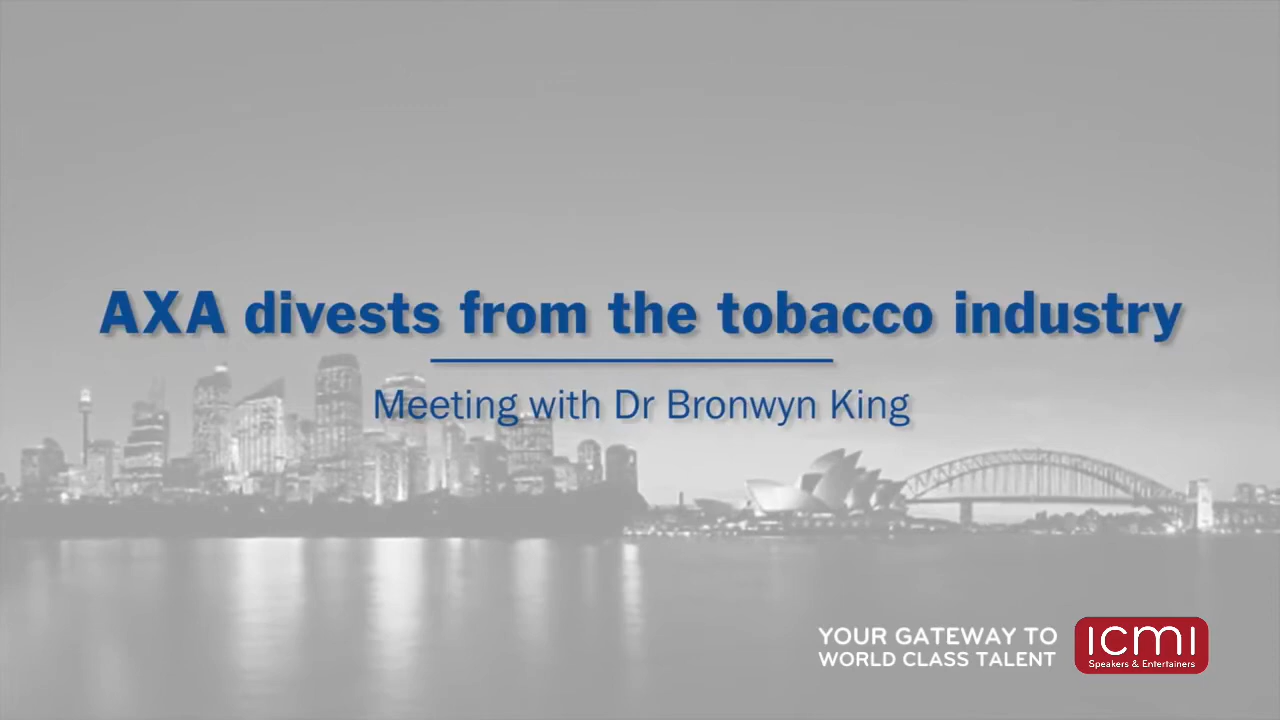 AXA divests from the tobacco industry
Meeting with Dr Bronwyn King
YOUR GATEWAY TO
WORLD CLASS TALENT
ICMI
Speakers & Entertainers